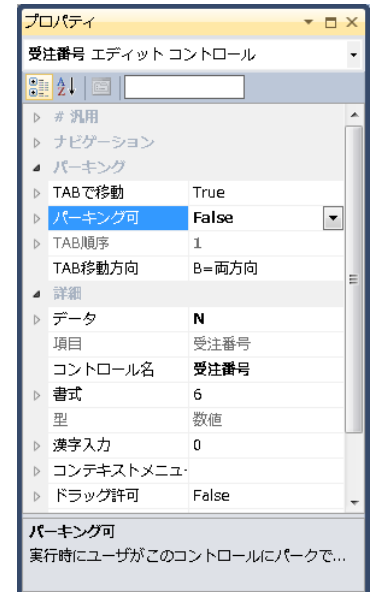 プロパティ
受注番号 エディット コントロール
# 汎用
ナビゲーション
パーキング
TABで移動 True
パーキング可 False
TAB順序 1
TAB移動方向 B=両方向
詳細
データ N
項目 受注番号
コントロール名 受注番号
書式 6
型 数値
漢字入力 0
コンテキストメニュ
ドラッグ許可 False
パーキング可
実行時にユーザがこのコントロールにパークで...